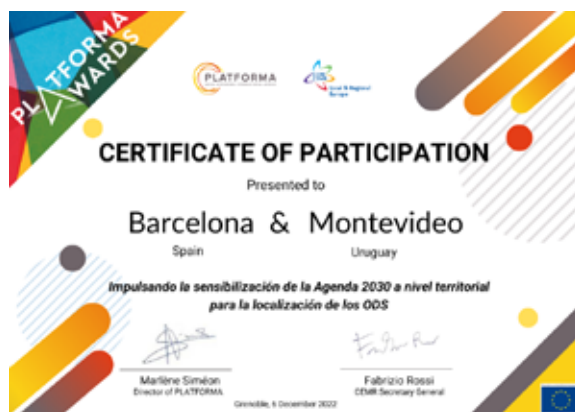 PLATFORMA
AWARDS
PLATFORMA
Local & Regional
Europe
CERTIFICATE OF PARTICIPATION
Presented to
Barcelona & Montevideo
Spain Uruguay
Impulsando la sensibilización de la Agenda 2030 a nivel territorial
para la localización de los ODS
Marlène Siméon Fabrizio Rossi
Director of PLATFORMA CEMR Secretary General
Grenoble, 6 December 2022